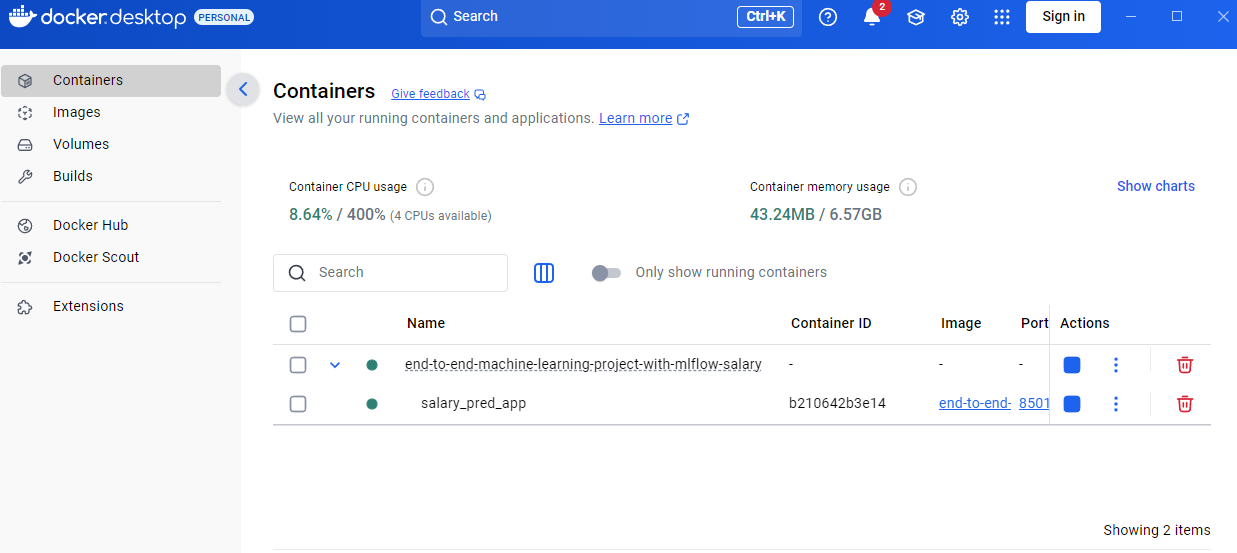 docker.desktop PERSONAL Search Ctrl+K 2 Sign in
Containers
Images
Volumes
Builds
Docker Hub
Docker Scout
Extensions
Containers Give feedback
View all your running containers and applications. Learn more
Container CPU usage
8.64% / 400% (4 CPUs available)
Container memory usage
43.24MB / 6.57GB
Show charts
Search Only show running containers
Name Container ID Image Port Actions
end-to-end-machine-learning-project-with-mlflow-salary - - -
salary_pred_app b210642b3e14 end-to-end- 8501
Showing 2 items